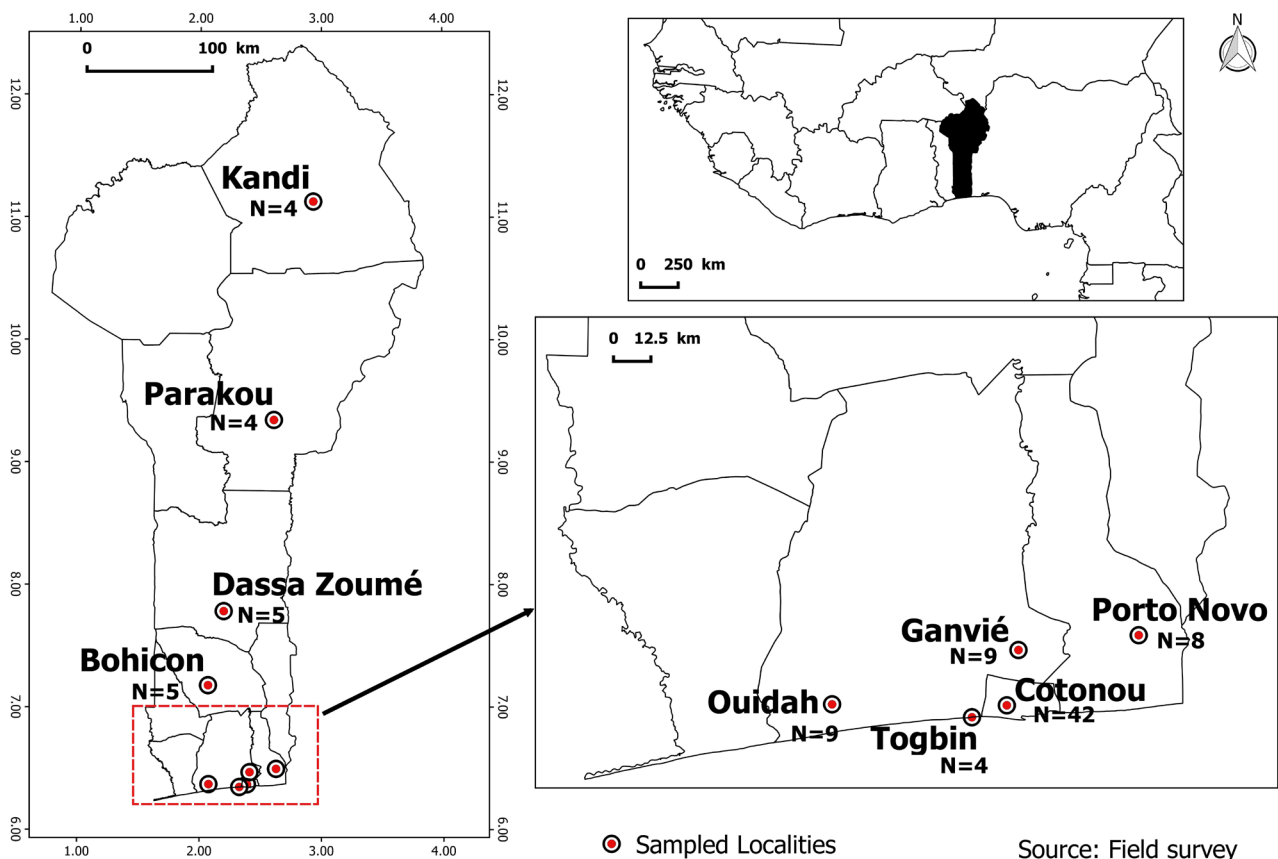 1.00 2.00 3.00 4.00
0 100 km
12.00
11.00
10.00
9.00
8.00
7.00
6.00
12.00
11.00
10.00
9.00
8.00
7.00
6.00
Kandi
N=4
Parakou
N=4
Dassa Zoumé
N=5
Bohicon
N=5
1.00 2.00 3.00 4.00
N
0 250 km
0 12.5 km
Porto Novo
N=8
Ganvié
N=9
Cotonou
N=42
Ouidah
N=9
Togbin
N=4
Sampled Localities
Source: Field survey